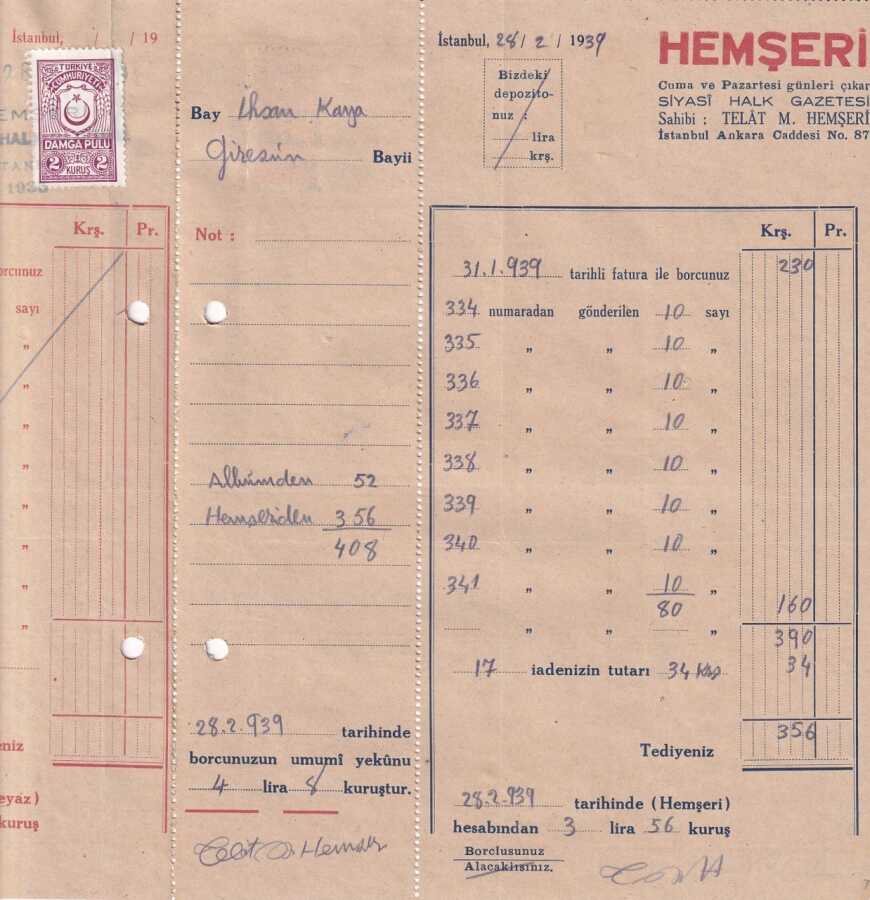 İstanbul, / / 19
TÜRKİYE
CUMHURİYETİ
DAMGA PULU
2 KURUŞ 2
Krş. Pr.
sayı
"
"
"
"
"
"
"
"
kuruş
Bay İhsan Kaya
Giresün Bayii
Not :
Albümden 52
Hemşeriden 356
408
28.2.939 tarihinde
borcunuzun umumî yekûnu
4 lira 8 kuruştur.
İstanbul, 28 / 2 / 1939
Bizdeki
depozito-
nuz :
lira
krş.
HEMŞERİ
Cuma ve Pazartesi günleri çıkar
SİYASÎ HALK GAZETESİ
Sahibi : TELÂT M. HEMŞERİ
İstanbul Ankara Caddesi No. 87
Krş. Pr.
31.1.939 tarihli fatura ile borcunuz 230
334 numaradan gönderilen 10 sayı
335 " " 10 "
336 " " 10 "
337 " " 10 "
338 " " 10 "
339 " " 10 "
340 " " 10 "
341 " " 10 "
80 160
" " "
390
17 iadenizin tutarı 34 Krş 34
356
Tediyeniz
28.2.939 tarihinde (Hemşeri)
hesabından 3 lira 56 kuruş
Borclusunuz
Alacaklısınız.